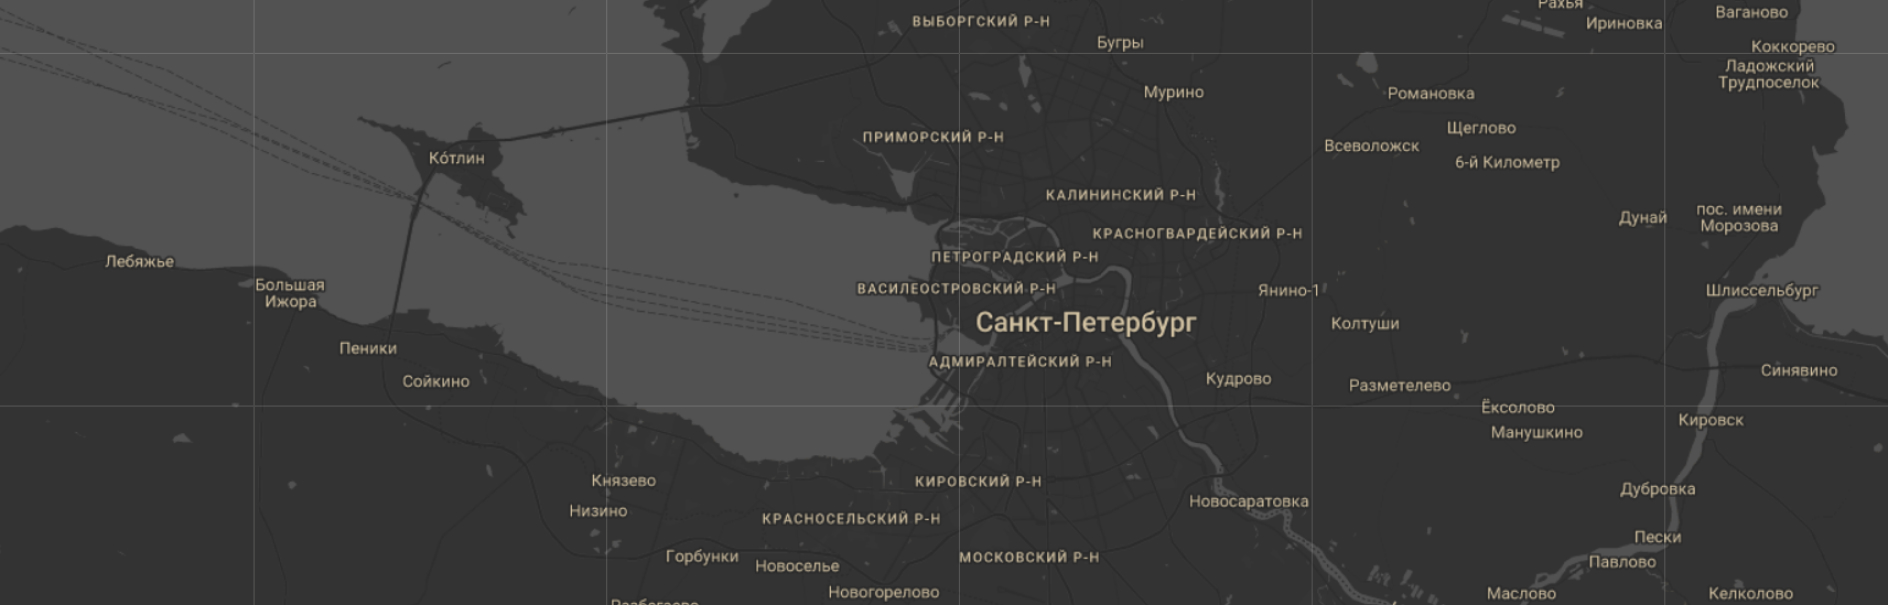 Рахья
Ваганово
ВЫБОРГСКИЙ Р-Н
Ириновка
Бугры
Коккорево
Ладожский
Трудпоселок
Мурино
Романовка
Щеглово
ПРИМОРСКИЙ Р-Н
Всеволожск
Ко́тлин
6-й Километр
КАЛИНИНСКИЙ Р-Н
пос. имени
Морозова
Дунай
КРАСНОГВАРДЕЙСКИЙ Р-Н
ПЕТРОГРАДСКИЙ Р-Н
Лебяжье
Большая
Ижора
ВАСИЛЕОСТРОВСКИЙ Р-Н
Янино-1
Шлиссельбург
Санкт-Петербург
Колтуши
Пеники
АДМИРАЛТЕЙСКИЙ Р-Н
Синявино
Сойкино
Кудрово
Разметелево
Ёксолово
Кировск
Манушкино
Князево
КИРОВСКИЙ Р-Н
Дубровка
Новосаратовка
Низино
КРАСНОСЕЛЬСКИЙ Р-Н
Пески
Горбунки
МОСКОВСКИЙ Р-Н
Новоселье
Павлово
Новогорелово
Маслово
Келколово